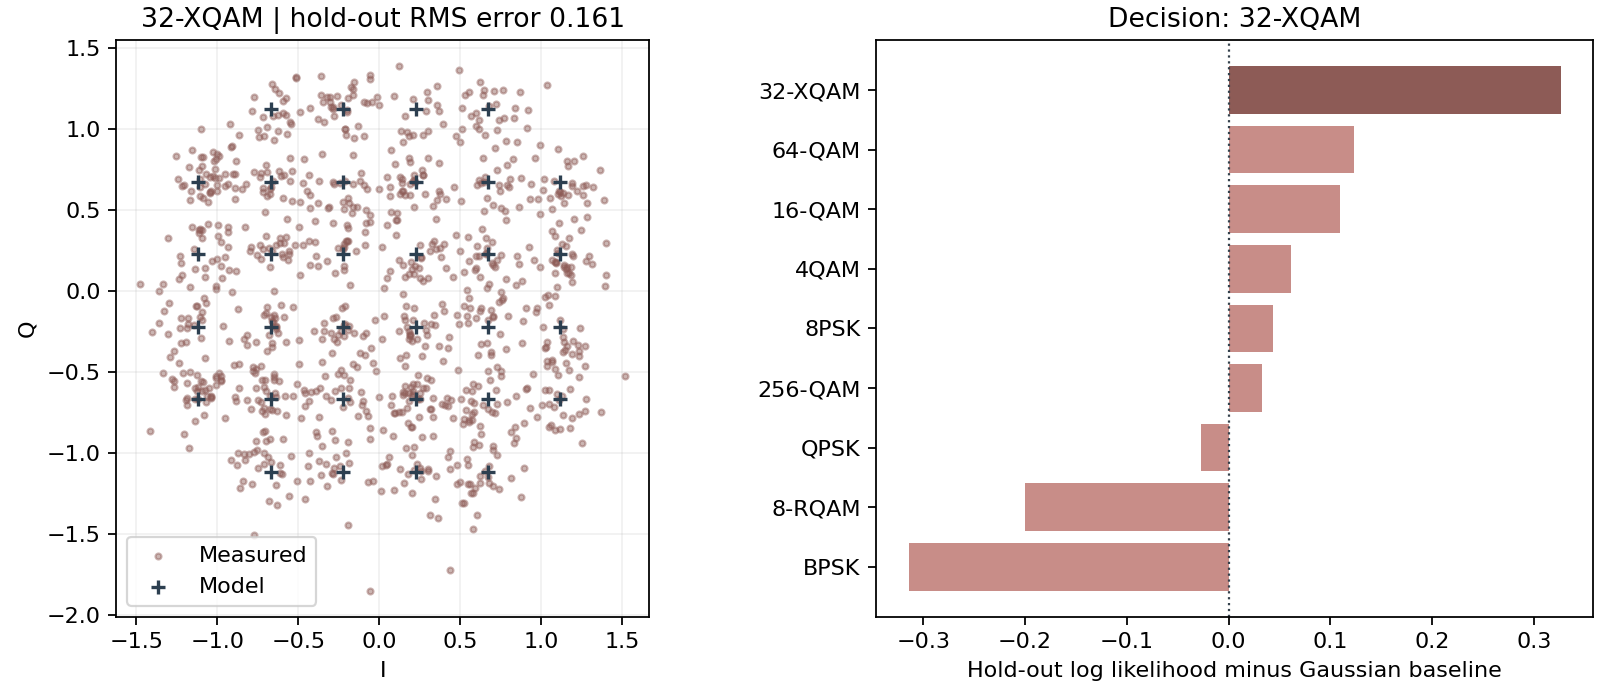 32-XQAM | hold-out RMS error 0.161
1.5
1.0
0.5
0.0
−0.5
−1.0
−1.5
−2.0
Q
Measured
Model
−1.5 −1.0 −0.5 0.0 0.5 1.0 1.5
I
Decision: 32-XQAM
32-XQAM
64-QAM
16-QAM
4QAM
8PSK
256-QAM
QPSK
8-RQAM
BPSK
−0.3 −0.2 −0.1 0.0 0.1 0.2 0.3
Hold-out log likelihood minus Gaussian baseline